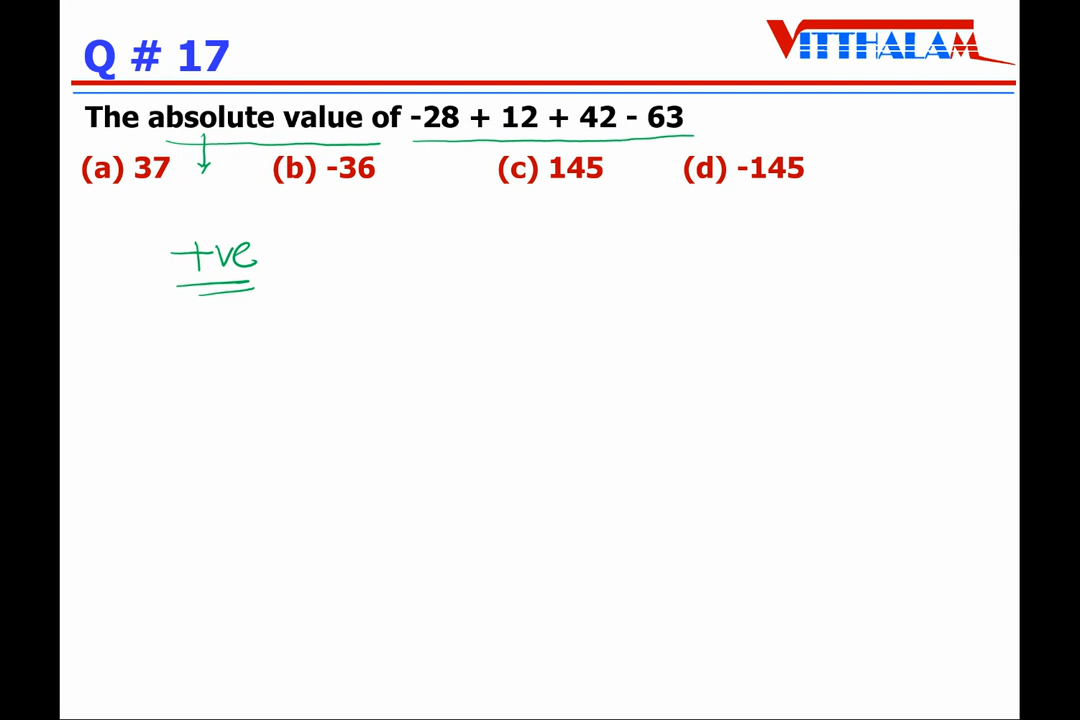 Q # 17
VITTHALAM
The absolute value of -28 + 12 + 42 - 63
(a) 37 (b) -36 (c) 145 (d) -145
+ve